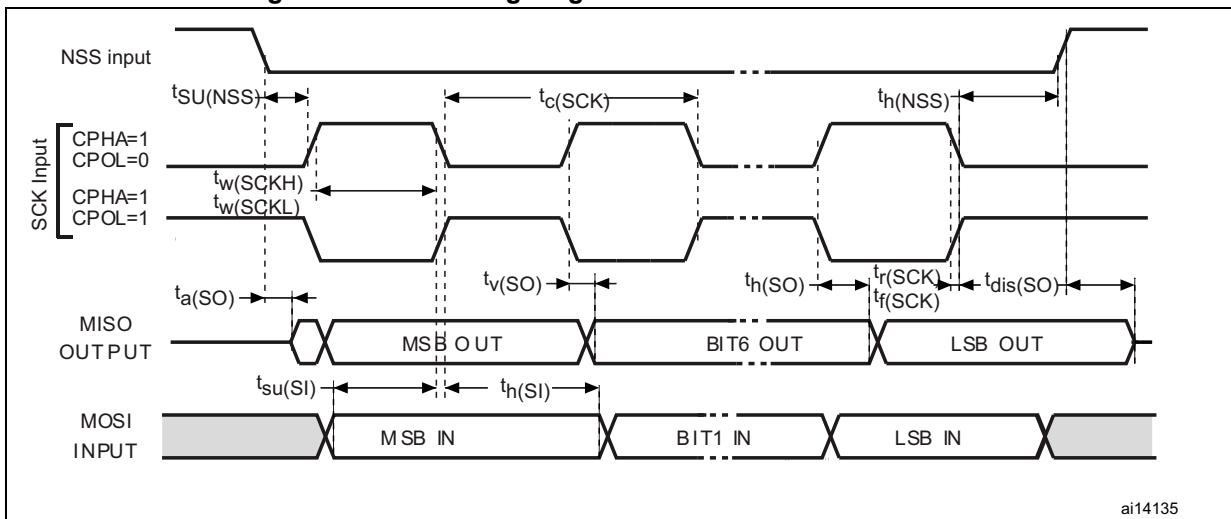 NSS input
tSU(NSS)
tc(SCK)
th(NSS)
SCK Input
CPHA=1
CPOL=0
tw(SCKH)
CPHA=1
tw(SCKL)
CPOL=1
ta(SO)
tv(SO)
th(SO)
tr(SCK)
tf(SCK)
tdis(SO)
MISO
OUTPUT
MSB OUT
BIT6 OUT
LSB OUT
tsu(SI)
th(SI)
MOSI
INPUT
MSB IN
BIT1 IN
LSB IN
ai14135